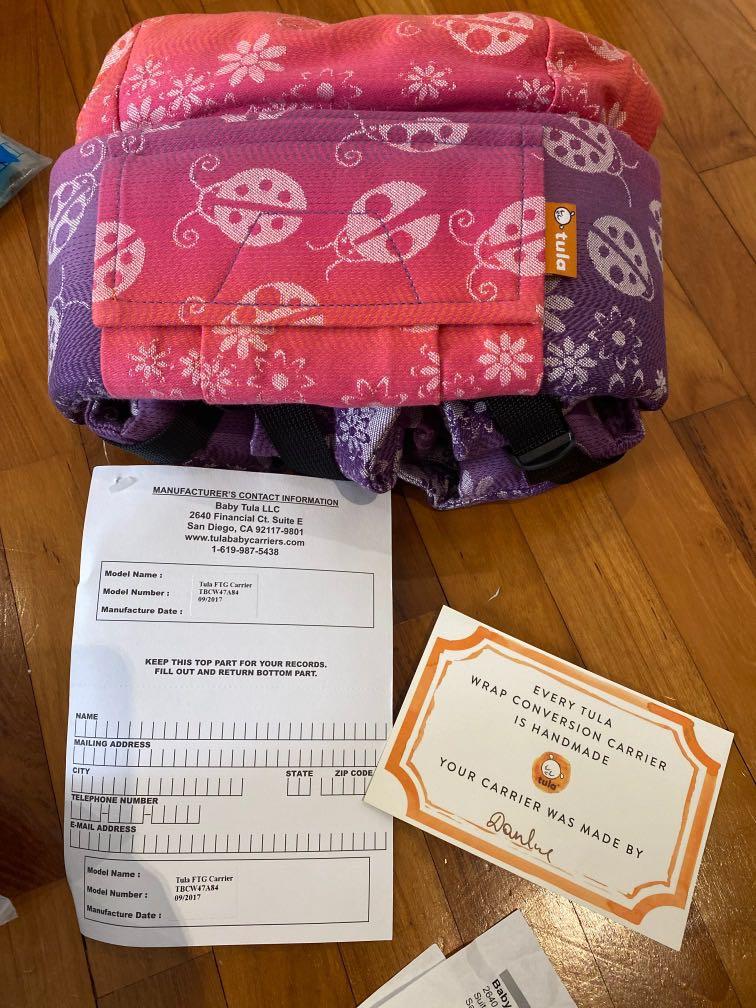 tula
MANUFACTURER'S CONTACT INFORMATION
Baby Tula LLC
2640 Financial Ct. Suite E
San Diego, CA 92117-9801
www.tulababycarriers.com
1-619-987-5438
Model Name : Tula FTG Carrier
Model Number : TBCW47A84
Manufacture Date : 09/2017
KEEP THIS TOP PART FOR YOUR RECORDS.
FILL OUT AND RETURN BOTTOM PART.
NAME
MAILING ADDRESS
CITY STATE ZIP CODE
TELEPHONE NUMBER
E-MAIL ADDRESS
Model Name : Tula FTG Carrier
Model Number : TBCW47A84
Manufacture Date : 09/2017
EVERY TULA
WRAP CONVERSION CARRIER
IS HANDMADE
tula
YOUR CARRIER WAS MADE BY
Baby
2640